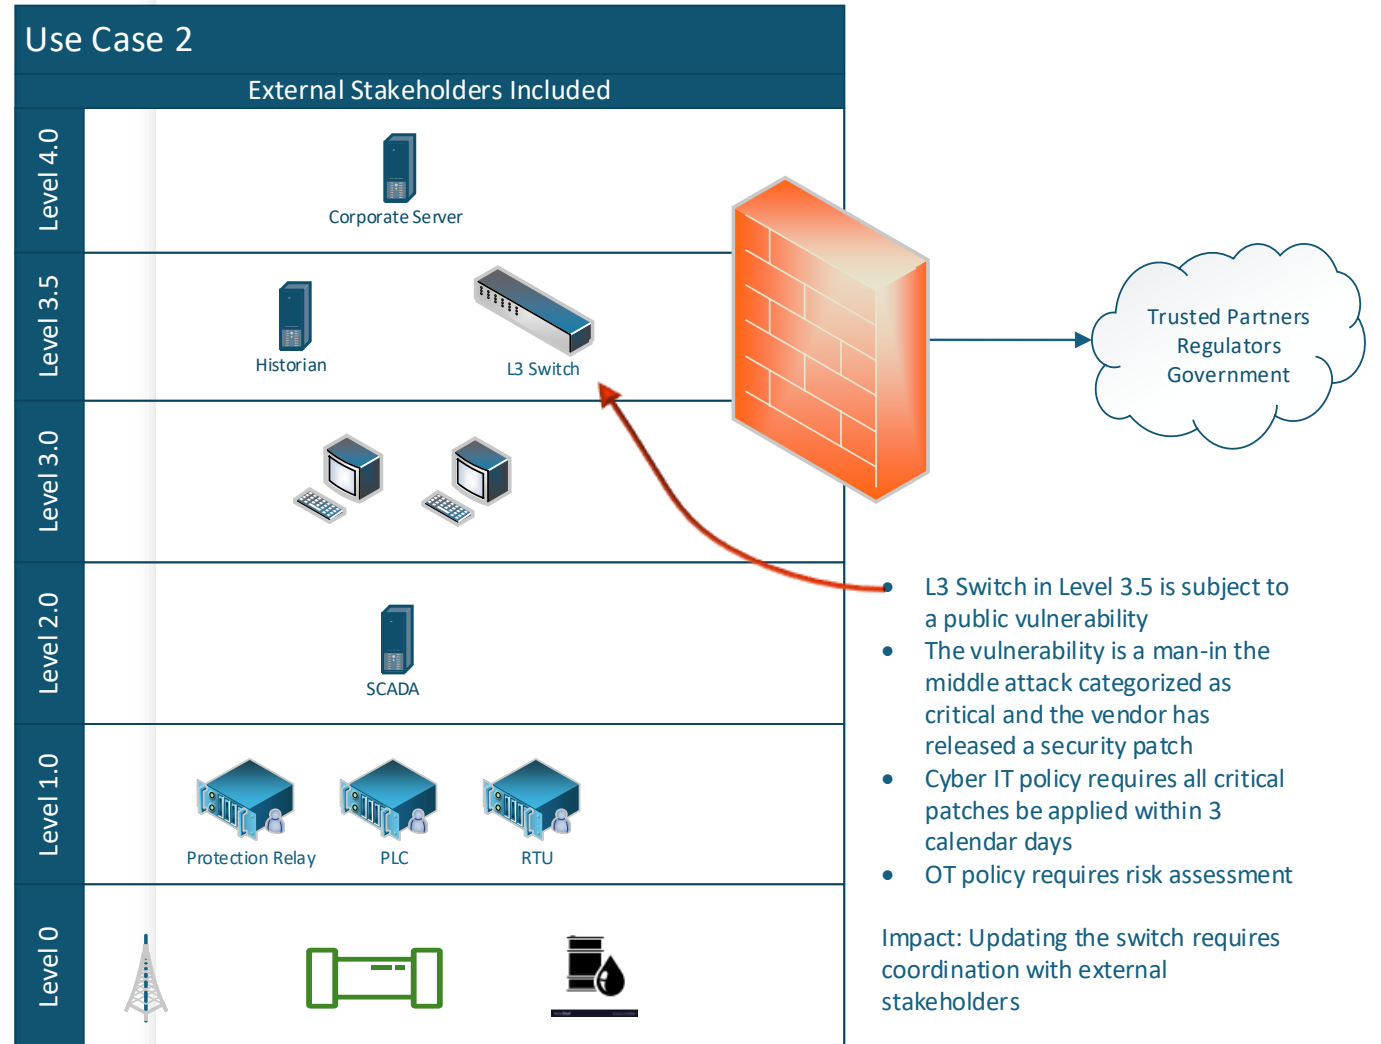 Use Case 2
External Stakeholders Included
Level 4.0
Corporate Server
Level 3.5
Historian
L3 Switch
Trusted Partners
Regulators
Government
Level 3.0
Level 2.0
SCADA
Level 1.0
Protection Relay
PLC
RTU
Level 0
• L3 Switch in Level 3.5 is subject to
a public vulnerability
• The vulnerability is a man-in the
middle attack categorized as
critical and the vendor has
released a security patch
• Cyber IT policy requires all critical
patches be applied within 3
calendar days
• OT policy requires risk assessment
Impact: Updating the switch requires
coordination with external
stakeholders